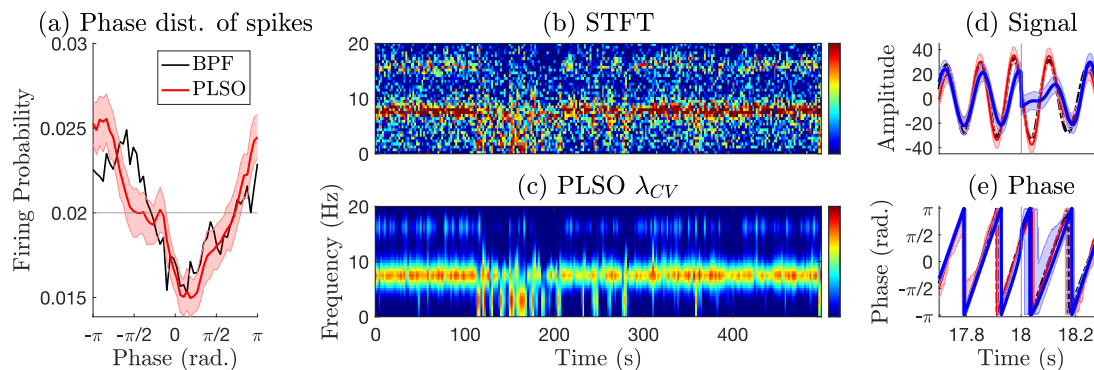 (a) Phase dist. of spikes
0.03
0.025
0.02
0.015
Firing Probability
BPF
PLSO
-π -π/2 0 π/2 π
Phase (rad.)
(b) STFT
20
10
0
(c) PLSO λ_CV
20
10
0
Frequency (Hz)
0 100 200 300 400
Time (s)
(d) Signal
40
20
0
-20
-40
Amplitude
(e) Phase
π
π/2
0
-π/2
-π
Phase (rad.)
17.8 18 18.2
Time (s)